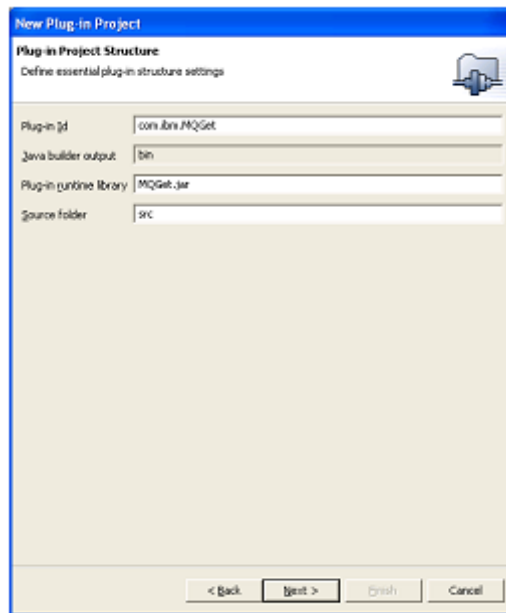 New Plug-in Project
Plug-in Project Structure
Define essential plug-in structure settings
Plug-in Id com.ibm.MQGet
Java builder output bin
Plug-in runtime library MQGet.jar
Source folder src
< Back Next > Finish Cancel